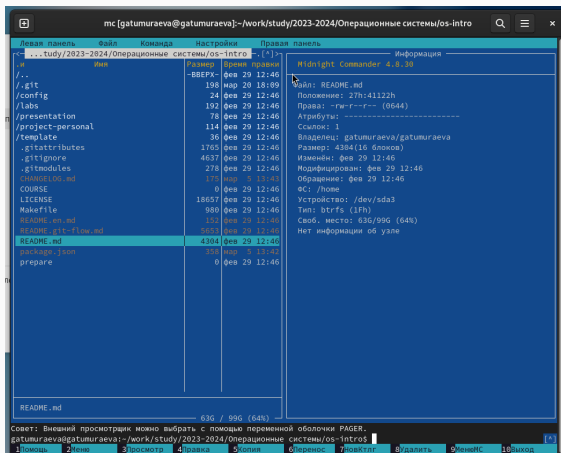 mc [gatumuraeva@gatumuraeva]:~/work/study/2023-2024/Операционные системы/os-intro
Левая панель Файл Команда Настройки Правая панель
<─ ...tudy/2023-2024/Операционные системы/os-intro ─.[^]>
.и Имя Размер Время правки
/.. -ВВЕРХ- фев 29 12:46
/.git 198 мар 20 18:09
/config 24 фев 29 12:46
/labs 192 фев 29 12:46
/presentation 78 фев 29 12:46
/project-personal 114 фев 29 12:46
/template 36 фев 29 12:46
.gitattributes 1765 фев 29 12:46
.gitignore 4637 фев 29 12:46
.gitmodules 278 фев 29 12:46
CHANGELOG.md 175 мар 5 13:43
COURSE 0 фев 29 12:46
LICENSE 18657 фев 29 12:46
Makefile 980 фев 29 12:46
README.en.md 152 фев 29 12:46
README.git-flow.md 5653 фев 29 12:46
README.md 4304 фев 29 12:46
package.json 358 мар 5 13:42
prepare 0 фев 29 12:46
README.md
63G / 99G (64%)
Информация
Midnight Commander 4.8.30
Файл: README.md
Положение: 27h:41122h
Права: -rw-r--r-- (0644)
Атрибуты: ----------------------
Ссылок: 1
Владелец: gatumuraeva/gatumuraeva
Размер: 4304(16 блоков)
Изменён: фев 29 12:46
Модифицирован: фев 29 12:46
Обращение: фев 29 12:46
ФС: /home
Устройство: /dev/sda3
Тип: btrfs (1Fh)
Своб. место: 63G/99G (64%)
Нет информации об узле
Совет: Внешний просмотрщик можно выбрать с помощью переменной оболочки PAGER.
gatumuraeva@gatumuraeva:~/work/study/2023-2024/Операционные системы/os-intro$ [^]
1Помощь 2Меню 3Просмотр 4Правка 5Копия 6Перенос 7НовКтлг 8Удалить 9МенюМС 10Выход